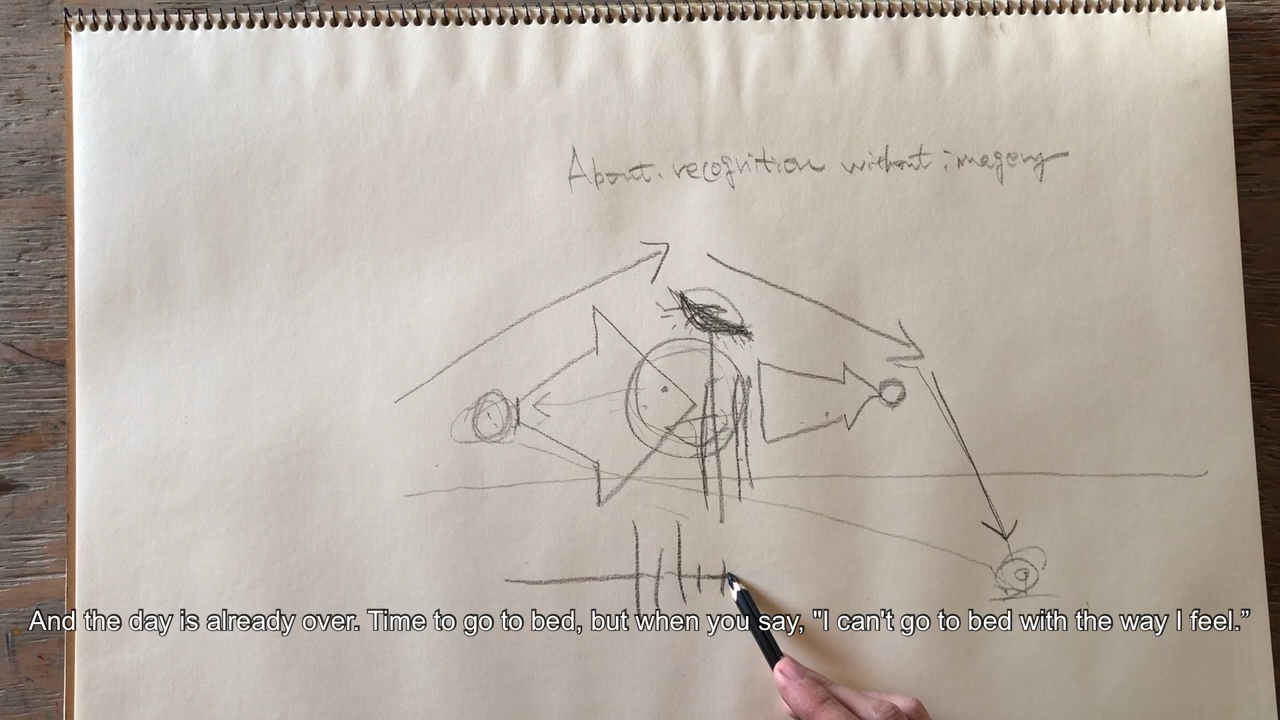 About. recognition without imagery
And the day is already over. Time to go to bed, but when you say, "I can't go to bed with the way I feel.”